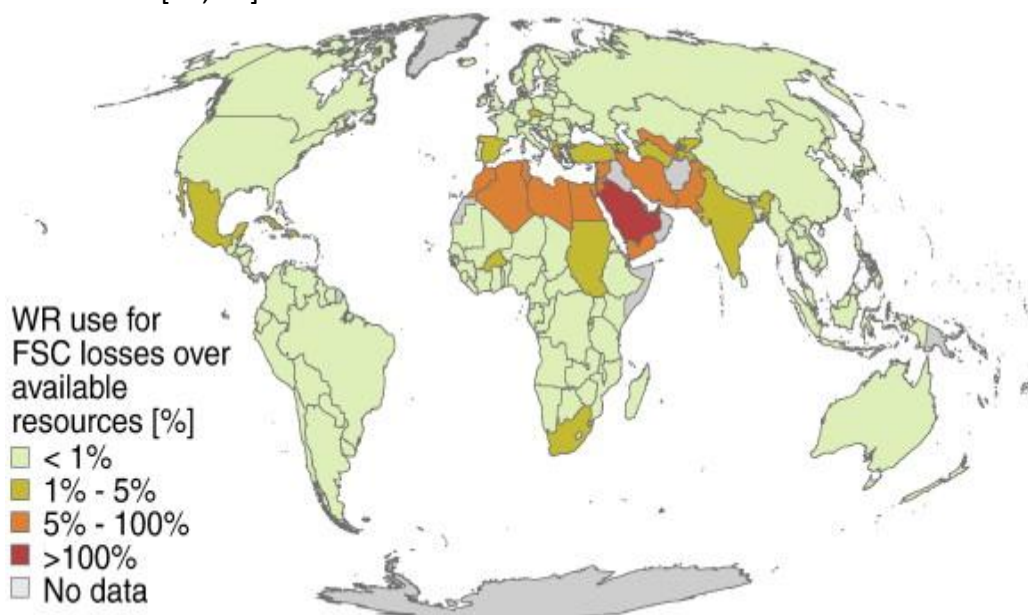 WR use for
FSC losses over
available
resources [%]
< 1%
1% - 5%
5% - 100%
>100%
No data